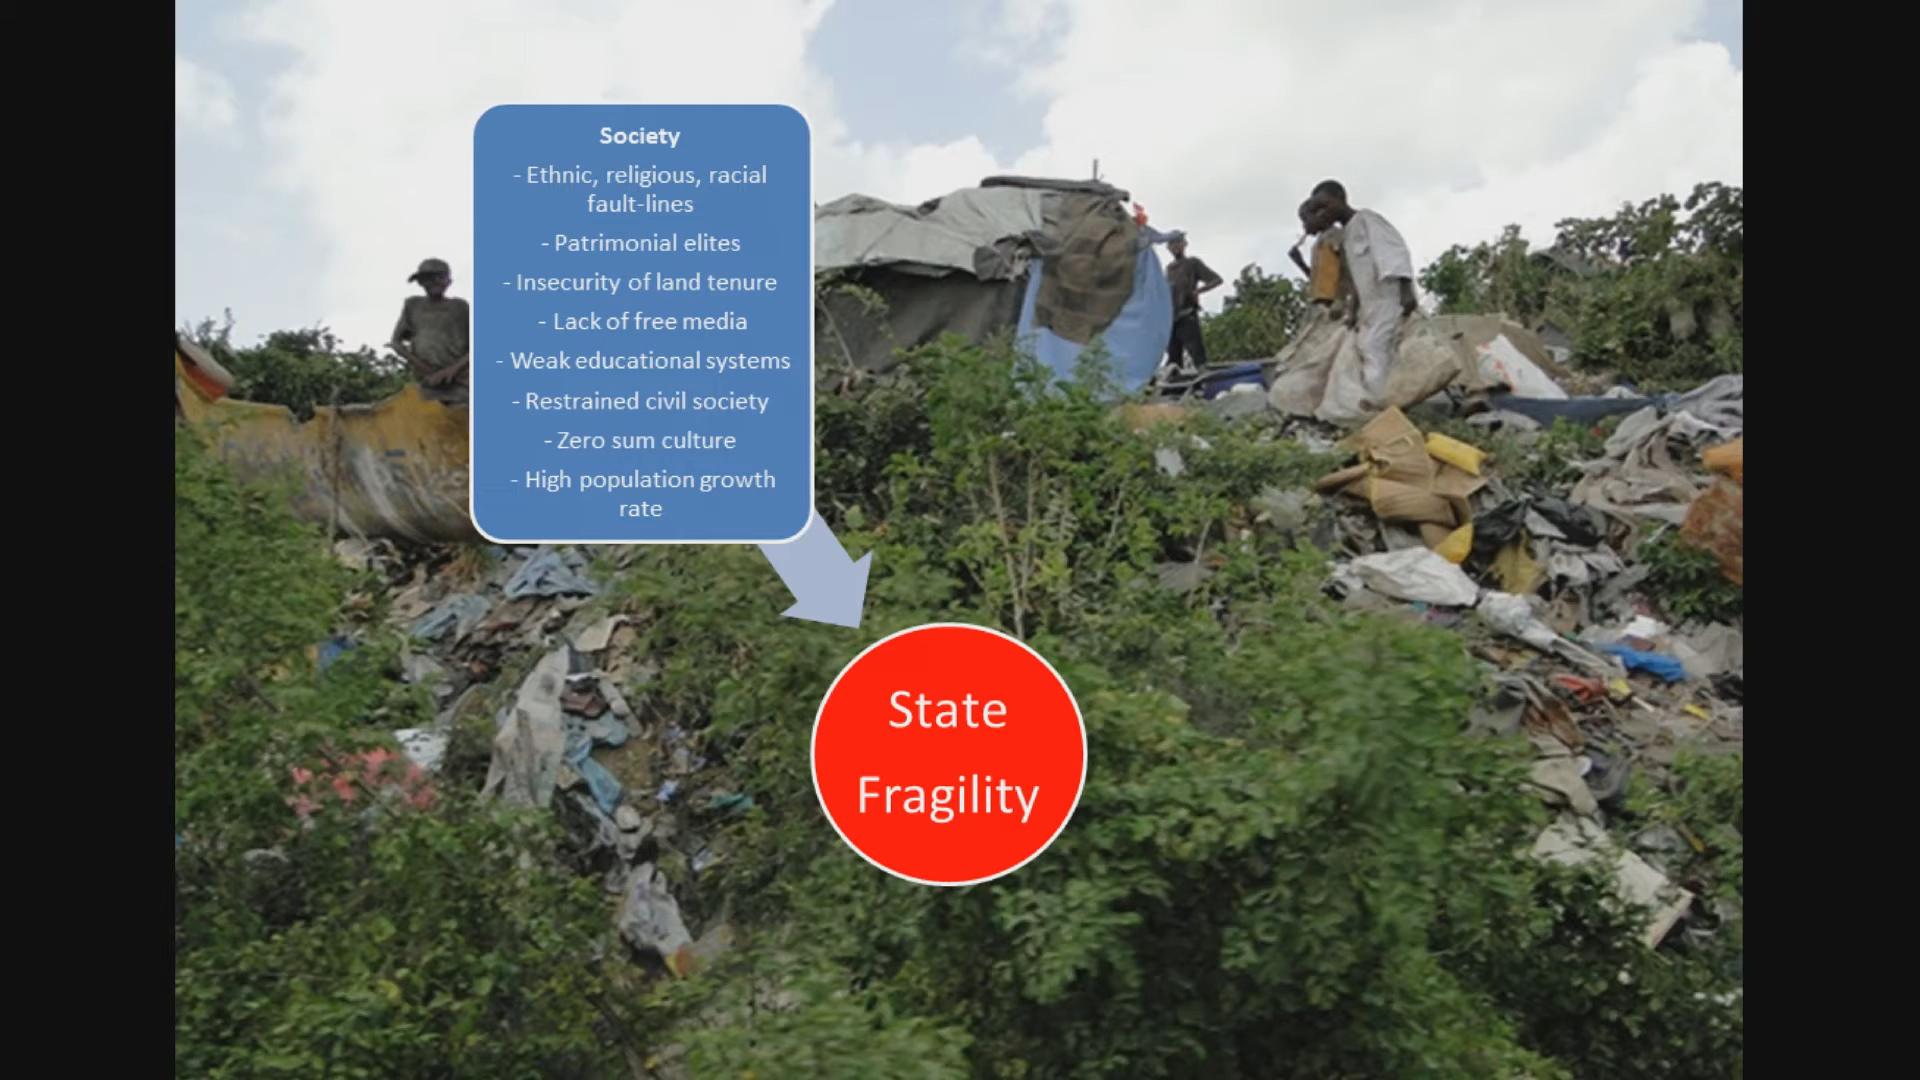 Society
- Ethnic, religious, racial
fault-lines
- Patrimonial elites
- Insecurity of land tenure
- Lack of free media
- Weak educational systems
- Restrained civil society
- Zero sum culture
- High population growth
rate
State
Fragility